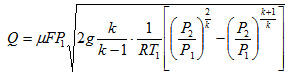 Q = μFP₁√(2g k/(k−1) · 1/(RT₁) [(P₂/P₁)^(2/k) − (P₂/P₁)^((k+1)/k)])